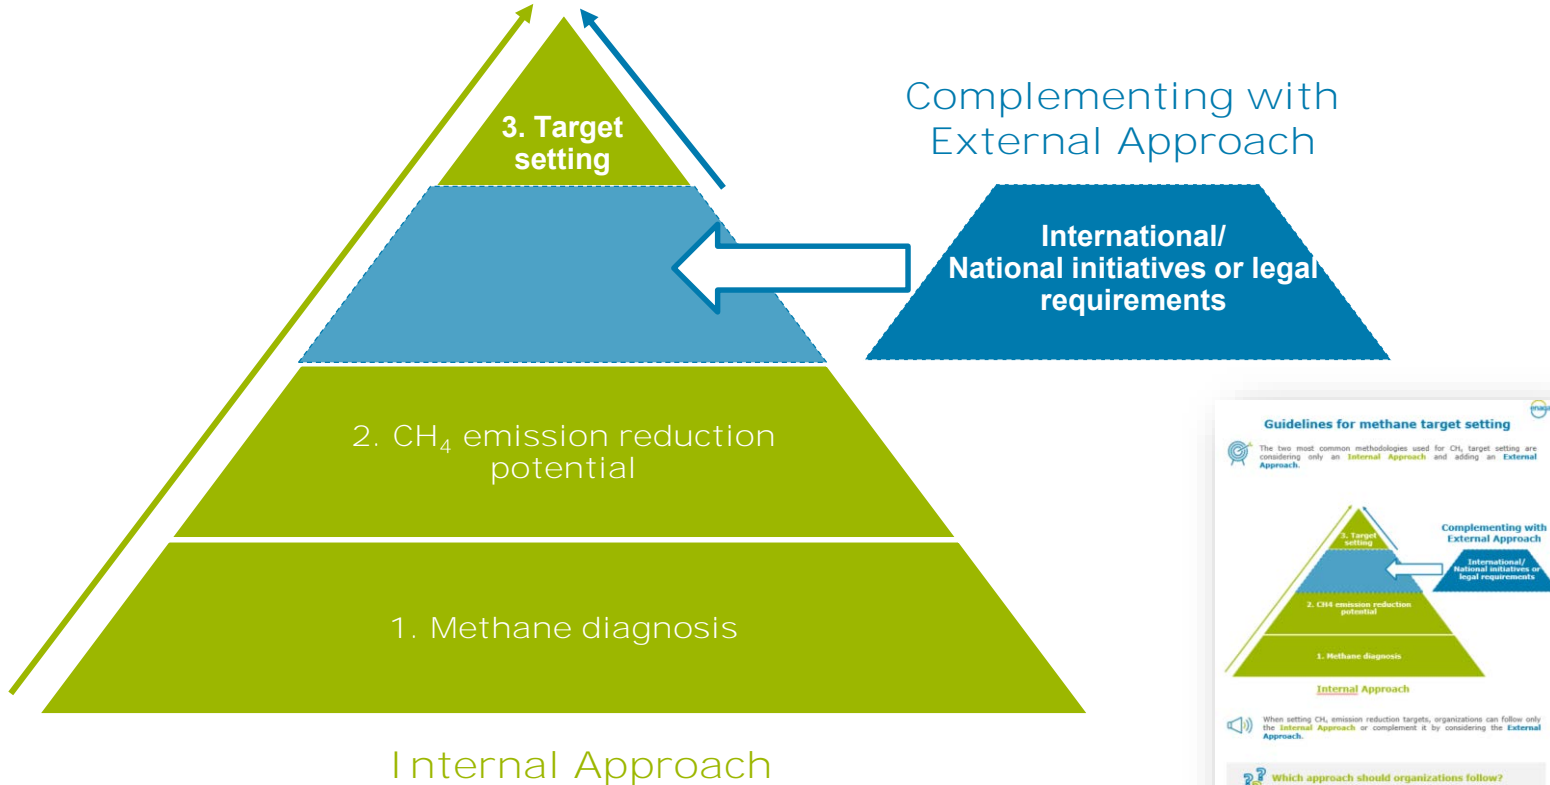 3. Target
setting
Complementing with
External Approach
International/
National initiatives or legal
requirements
2. CH₄ emission reduction
potential
1. Methane diagnosis
Internal Approach
Guidelines for methane target setting
The two most common methodologies used for CH₄ target setting are
considering only an Internal Approach and adding an External
Approach.
3. Target
setting
Complementing with
External Approach
International/
National initiatives or
legal requirements
2. CH4 emission reduction
potential
1. Methane diagnosis
Internal Approach
When setting CH₄ emission reduction targets, organizations can follow only
the Internal Approach or complement it by considering the External
Approach.
Which approach should organizations follow?